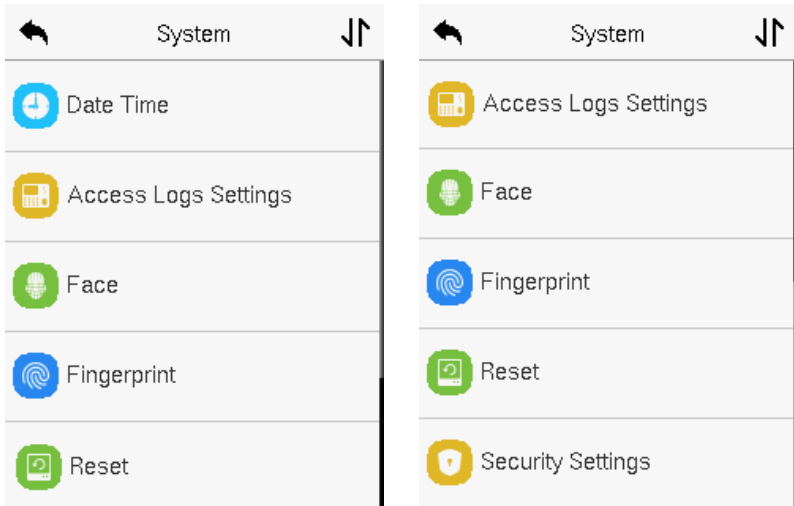 System
Date Time
Access Logs Settings
Face
Fingerprint
Reset
System
Access Logs Settings
Face
Fingerprint
Reset
Security Settings